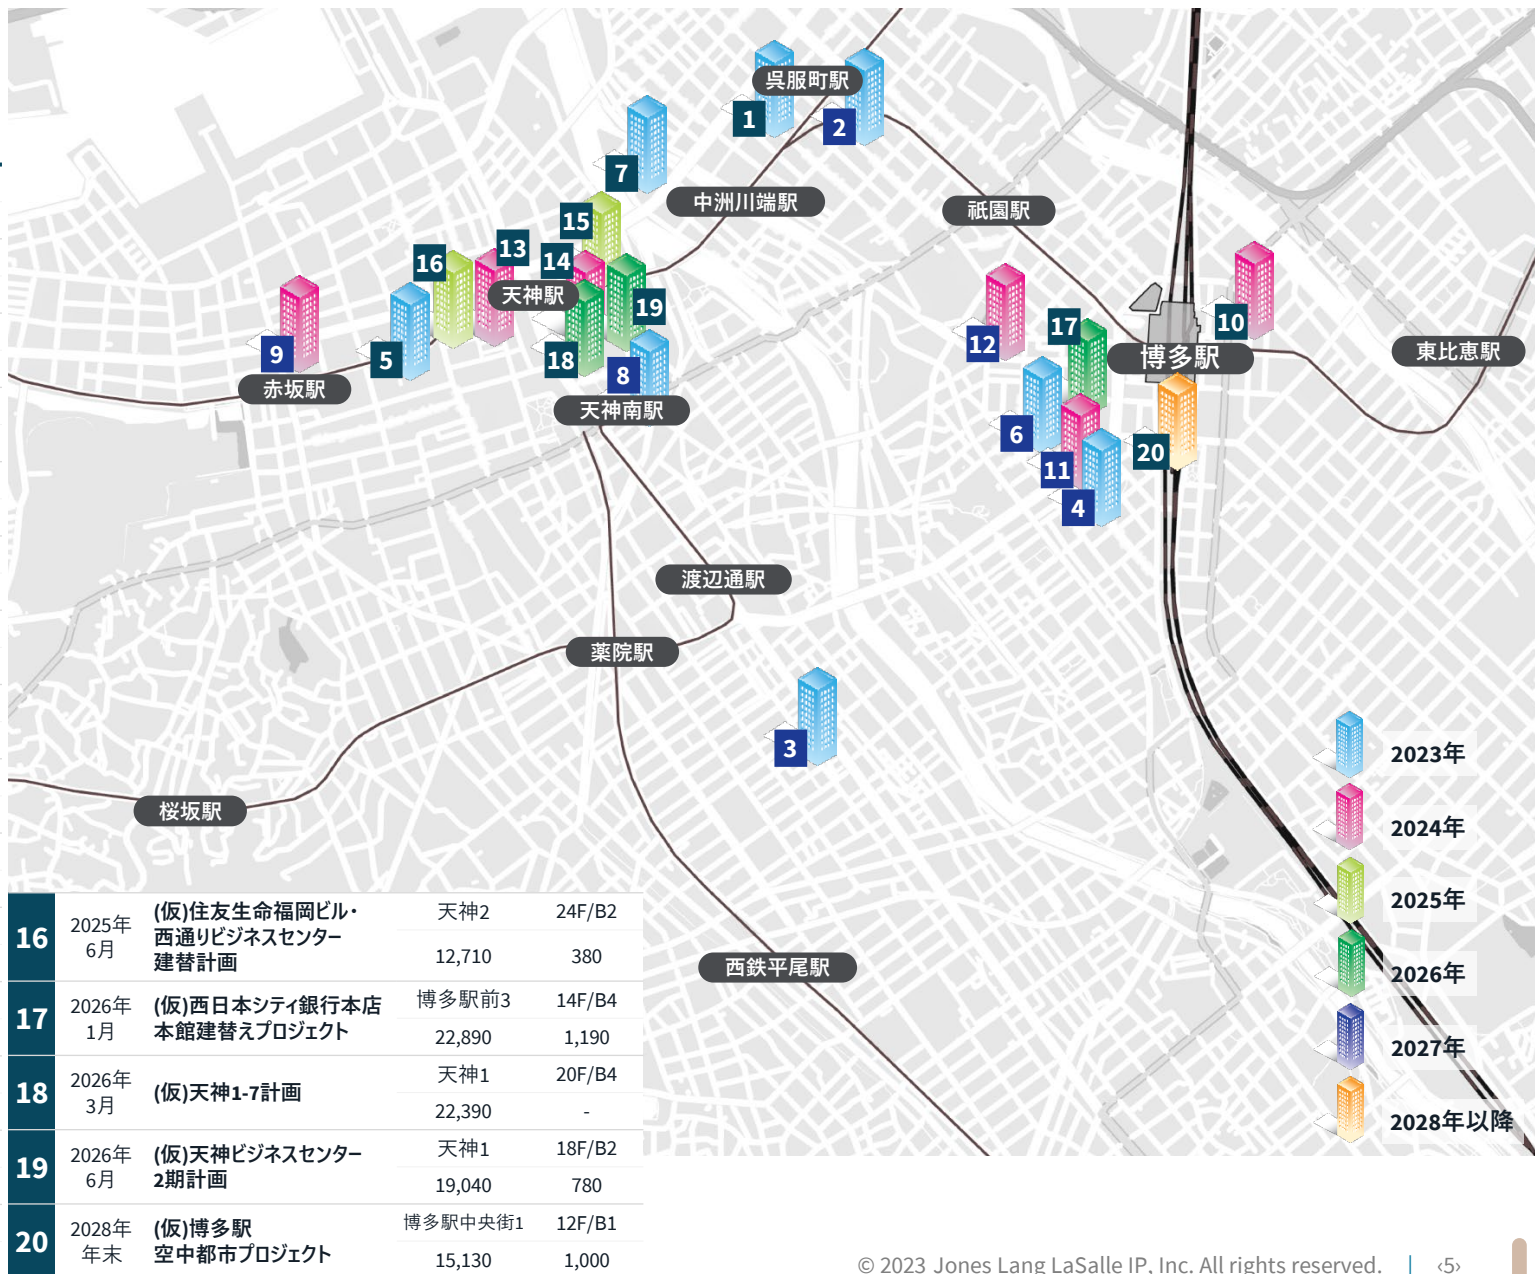 呉服町駅
1
2
7
中洲川端駅
祇園駅
15
13
14
16
天神駅
19
10
17
12
9
5
18
8
博多駅
東比恵駅
赤坂駅
天神南駅
6
20
11
4
渡辺通駅
薬院駅
3
桜坂駅
西鉄平尾駅
2023年
2024年
2025年
2026年
2027年
2028年以降
16
2025年
6月
(仮)住友生命福岡ビル・
西通りビジネスセンター
建替計画
天神2
24F/B2
12,710
380
17
2026年
1月
(仮)西日本シティ銀行本店
本館建替えプロジェクト
博多駅前3
14F/B4
22,890
1,190
18
2026年
3月
(仮)天神1-7計画
天神1
20F/B4
22,390
-
19
2026年
6月
(仮)天神ビジネスセンター
2期計画
天神1
18F/B2
19,040
780
20
2028年
年末
(仮)博多駅
空中都市プロジェクト
博多駅中央街1
12F/B1
15,130
1,000
© 2023 Jones Lang LaSalle IP, Inc. All rights reserved. | ‹5›